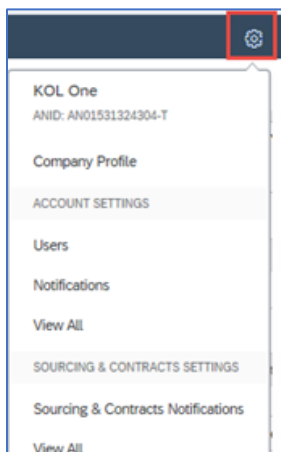 KOL One
ANID: AN01531324304-T
Company Profile
ACCOUNT SETTINGS
Users
Notifications
View All
SOURCING & CONTRACTS SETTINGS
Sourcing & Contracts Notifications
View All